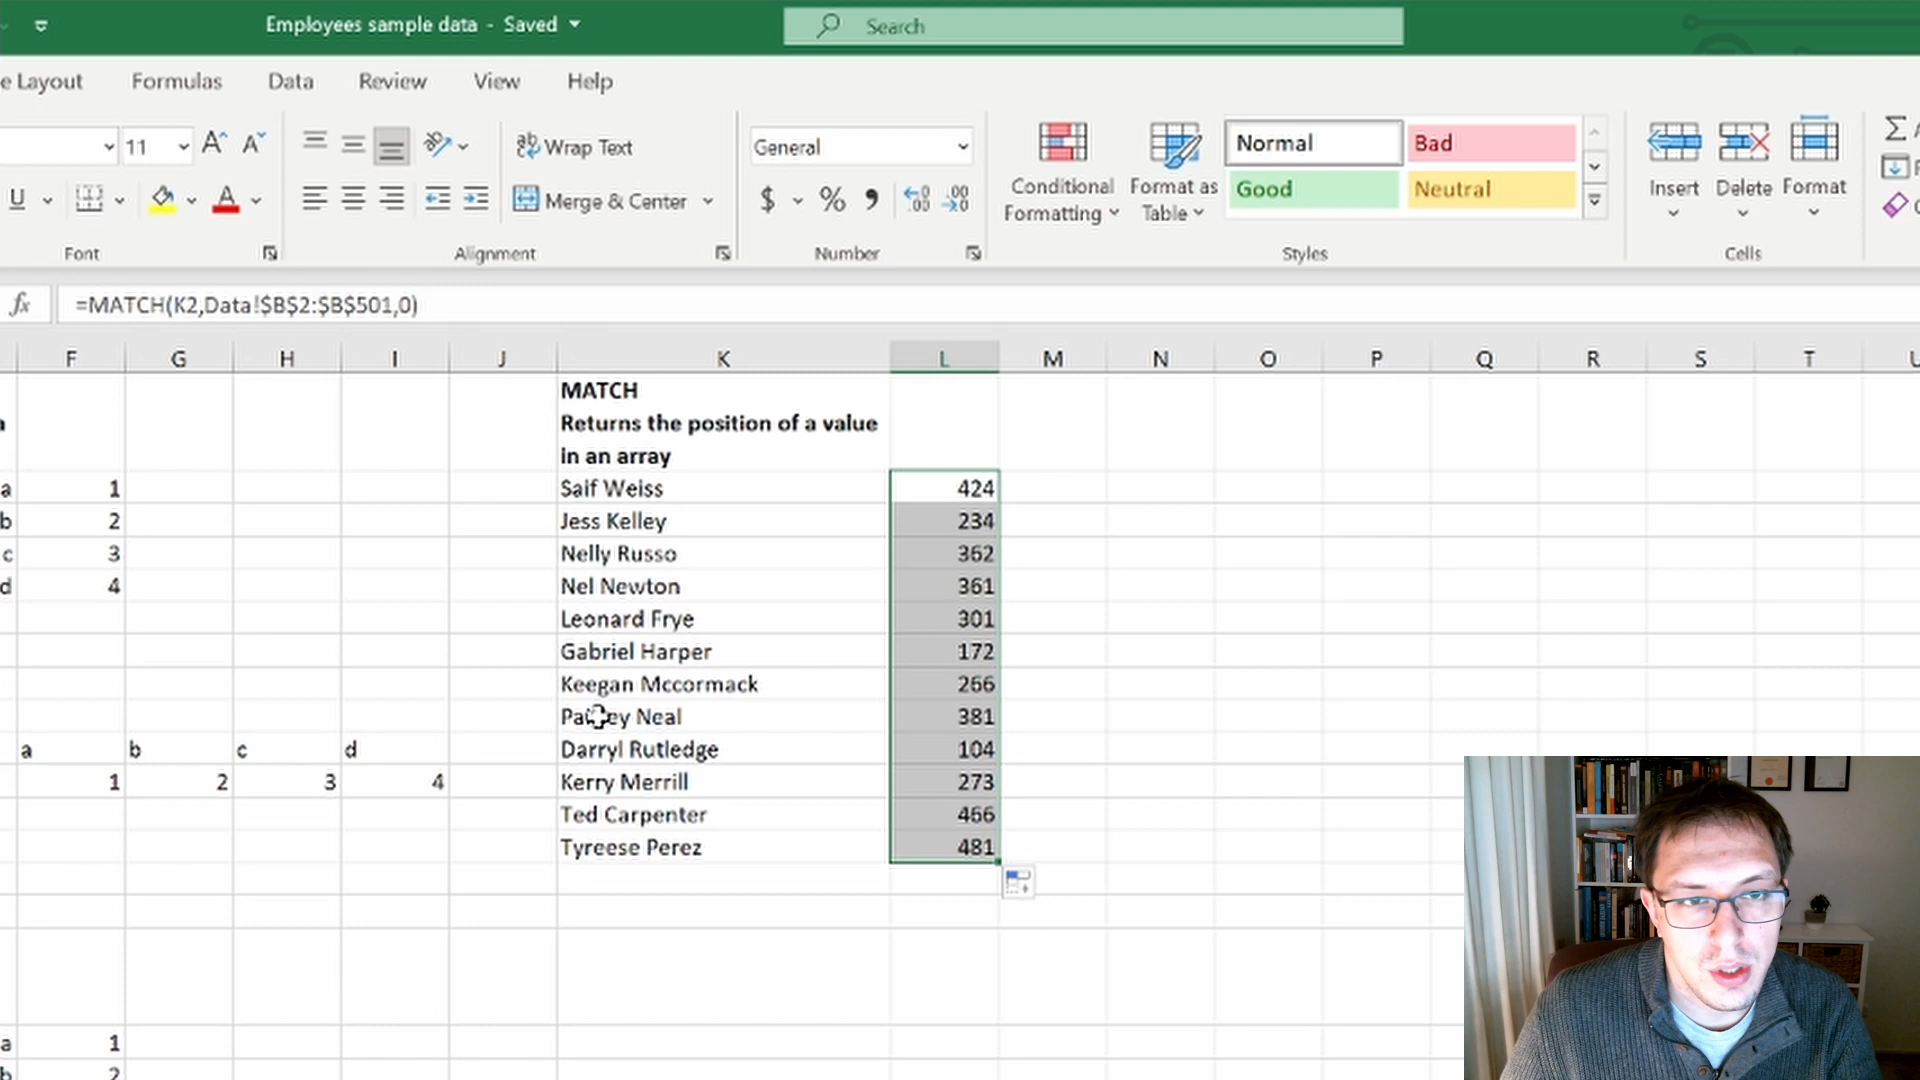 Employees sample data - Saved
Search
e Layout Formulas Data Review View Help
11
Wrap Text
General
Conditional Formatting
Format as Table
Normal
Bad
Good
Neutral
Insert
Delete
Format
U
A
Merge & Center
$ % ,
Font
Alignment
Number
Styles
Cells
fx =MATCH(K2,Data!$B$2:$B$501,0)
F G H I J K L M N O P Q R S T U
MATCH
Returns the position of a value
in an array
a 1 Saif Weiss 424
b 2 Jess Kelley 234
c 3 Nelly Russo 362
d 4 Nel Newton 361
Leonard Frye 301
Gabriel Harper 172
Keegan Mccormack 266
Neal 381
a b c d Darryl Rutledge 104
1 2 3 4 Kerry Merrill 273
Ted Carpenter 466
Tyreese Perez 481
a 1
b 2